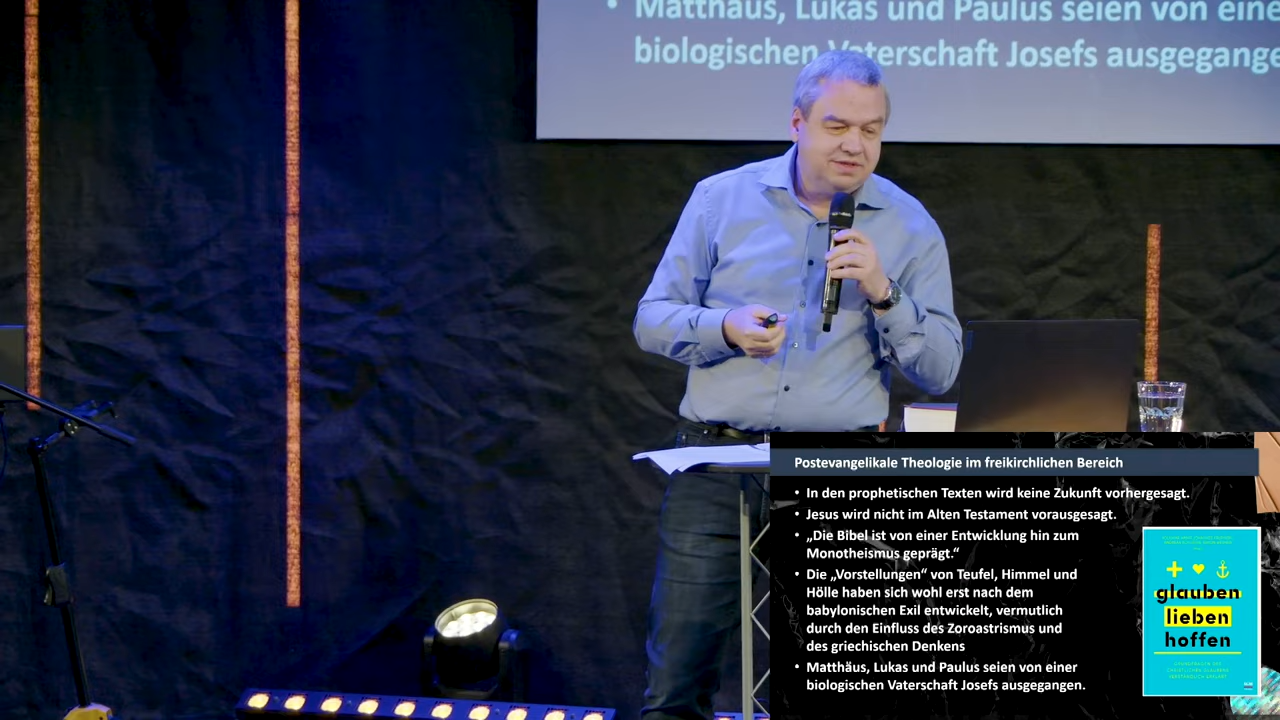 • Matthäus, Lukas und Paulus seien von eine
biologischen Vaterschaft Josefs ausgegange
Postevangelikale Theologie im freikirchlichen Bereich
• In den prophetischen Texten wird keine Zukunft vorhergesagt.
• Jesus wird nicht im Alten Testament vorausgesagt.
• „Die Bibel ist von einer Entwicklung hin zum
Monotheismus geprägt.“
• Die „Vorstellungen“ von Teufel, Himmel und
Hölle haben sich wohl erst nach dem
babylonischen Exil entwickelt, vermutlich
durch den Einfluss des Zoroastrismus und
des griechischen Denkens
• Matthäus, Lukas und Paulus seien von einer
biologischen Vaterschaft Josefs ausgegangen.
glauben
lieben
hoffen